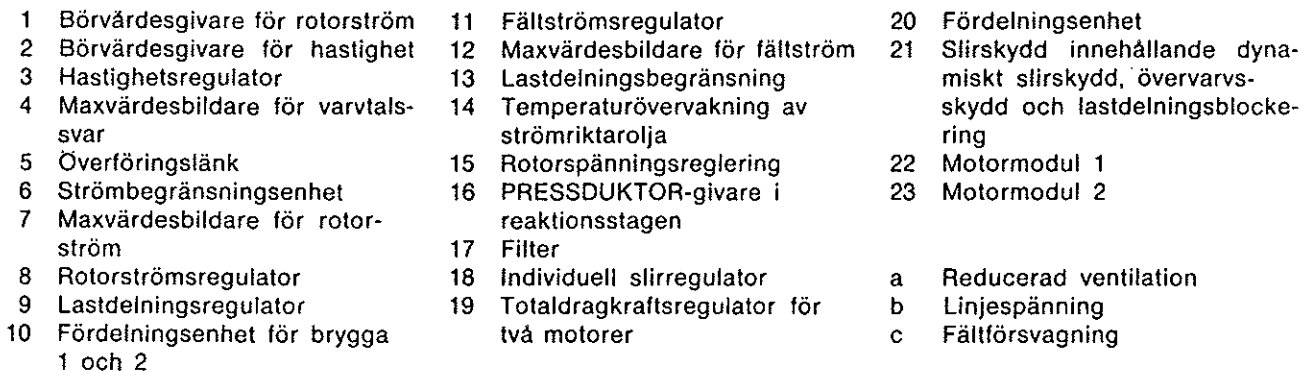 1 Börvärdesgivare för rotorström
2 Börvärdesgivare för hastighet
3 Hastighetsregulator
4 Maxvärdesbildare för varvtals-
svar
5 Överföringslänk
6 Strömbegränsningsenhet
7 Maxvärdesbildare för rotor-
ström
8 Rotorströmsregulator
9 Lastdelningsregulator
10 Fördelningsenhet för brygga
1 och 2
11 Fältströmsregulator
12 Maxvärdesbildare för fältström
13 Lastdelningsbegränsning
14 Temperaturövervakning av
strömriktarolja
15 Rotorspänningsreglering
16 PRESSDUKTOR-givare i
reaktionsstagen
17 Filter
18 Individuell slirregulator
19 Totaldragkraftsregulator för
två motorer
20 Fördelningsenhet
21 Slirskydd innehållande dyna-
miskt slirskydd, övervarvs-
skydd och lastdelningsblocke-
ring
22 Motormodul 1
23 Motormodul 2
a Reducerad ventilation
b Linjespänning
c Fältförsvagning